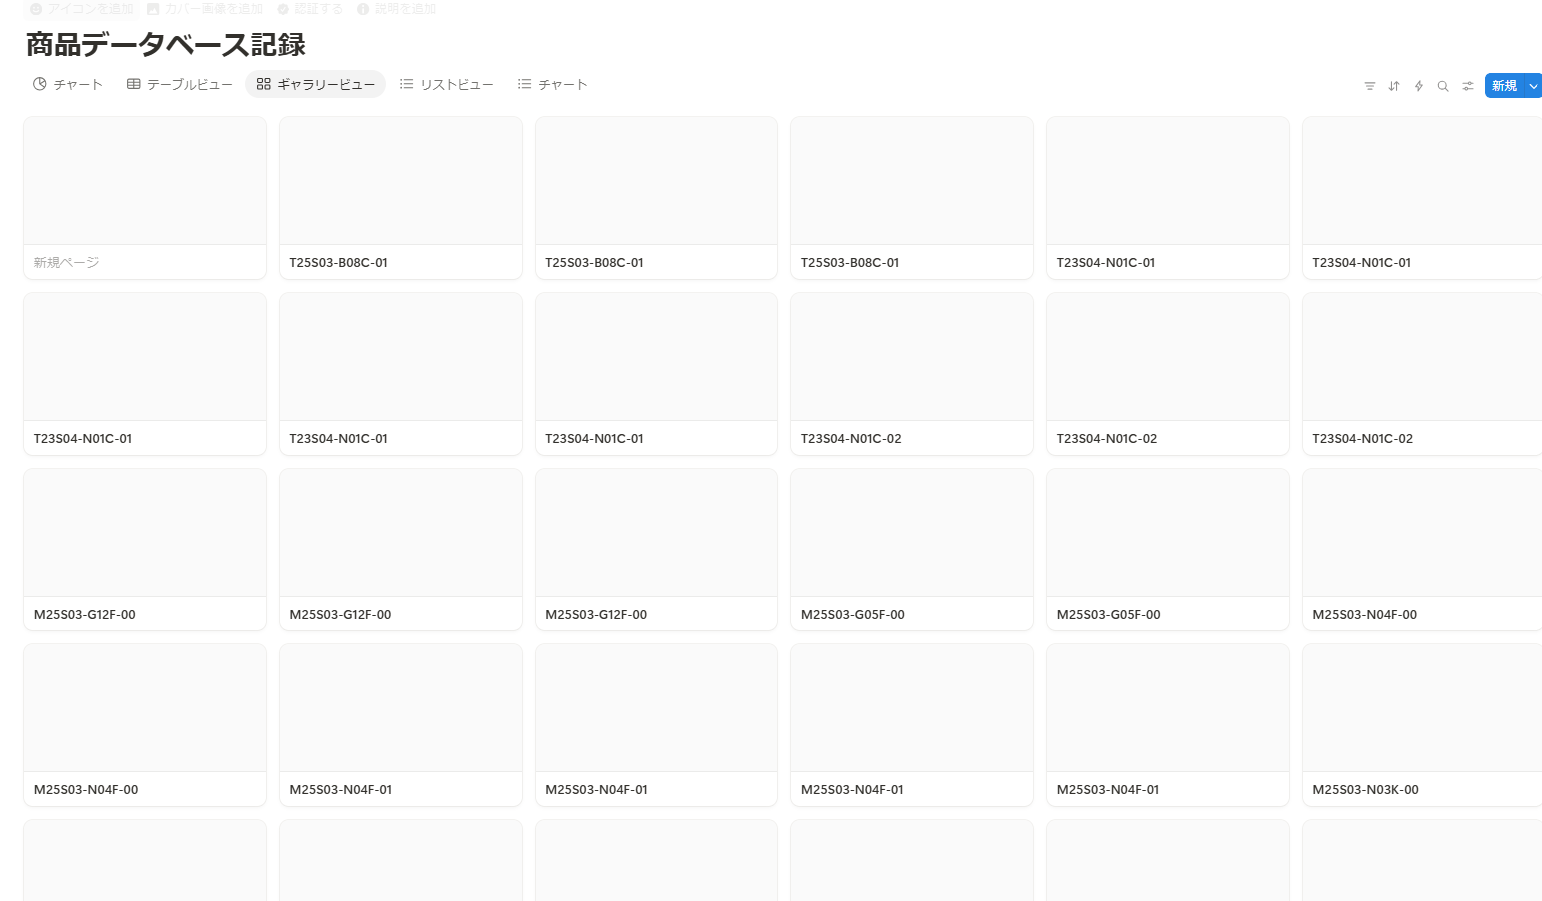 アイコンを追加 カバー画像を追加 認証する 説明を追加
商品データベース記録
チャート テーブルビュー ギャラリービュー リストビュー チャート 新規
新規ページ T25S03-B08C-01 T25S03-B08C-01 T25S03-B08C-01 T23S04-N01C-01 T23S04-N01C-01
T23S04-N01C-01 T23S04-N01C-01 T23S04-N01C-01 T23S04-N01C-02 T23S04-N01C-02 T23S04-N01C-02
M25S03-G12F-00 M25S03-G12F-00 M25S03-G12F-00 M25S03-G05F-00 M25S03-G05F-00 M25S03-N04F-00
M25S03-N04F-00 M25S03-N04F-01 M25S03-N04F-01 M25S03-N04F-01 M25S03-N04F-01 M25S03-N03K-00